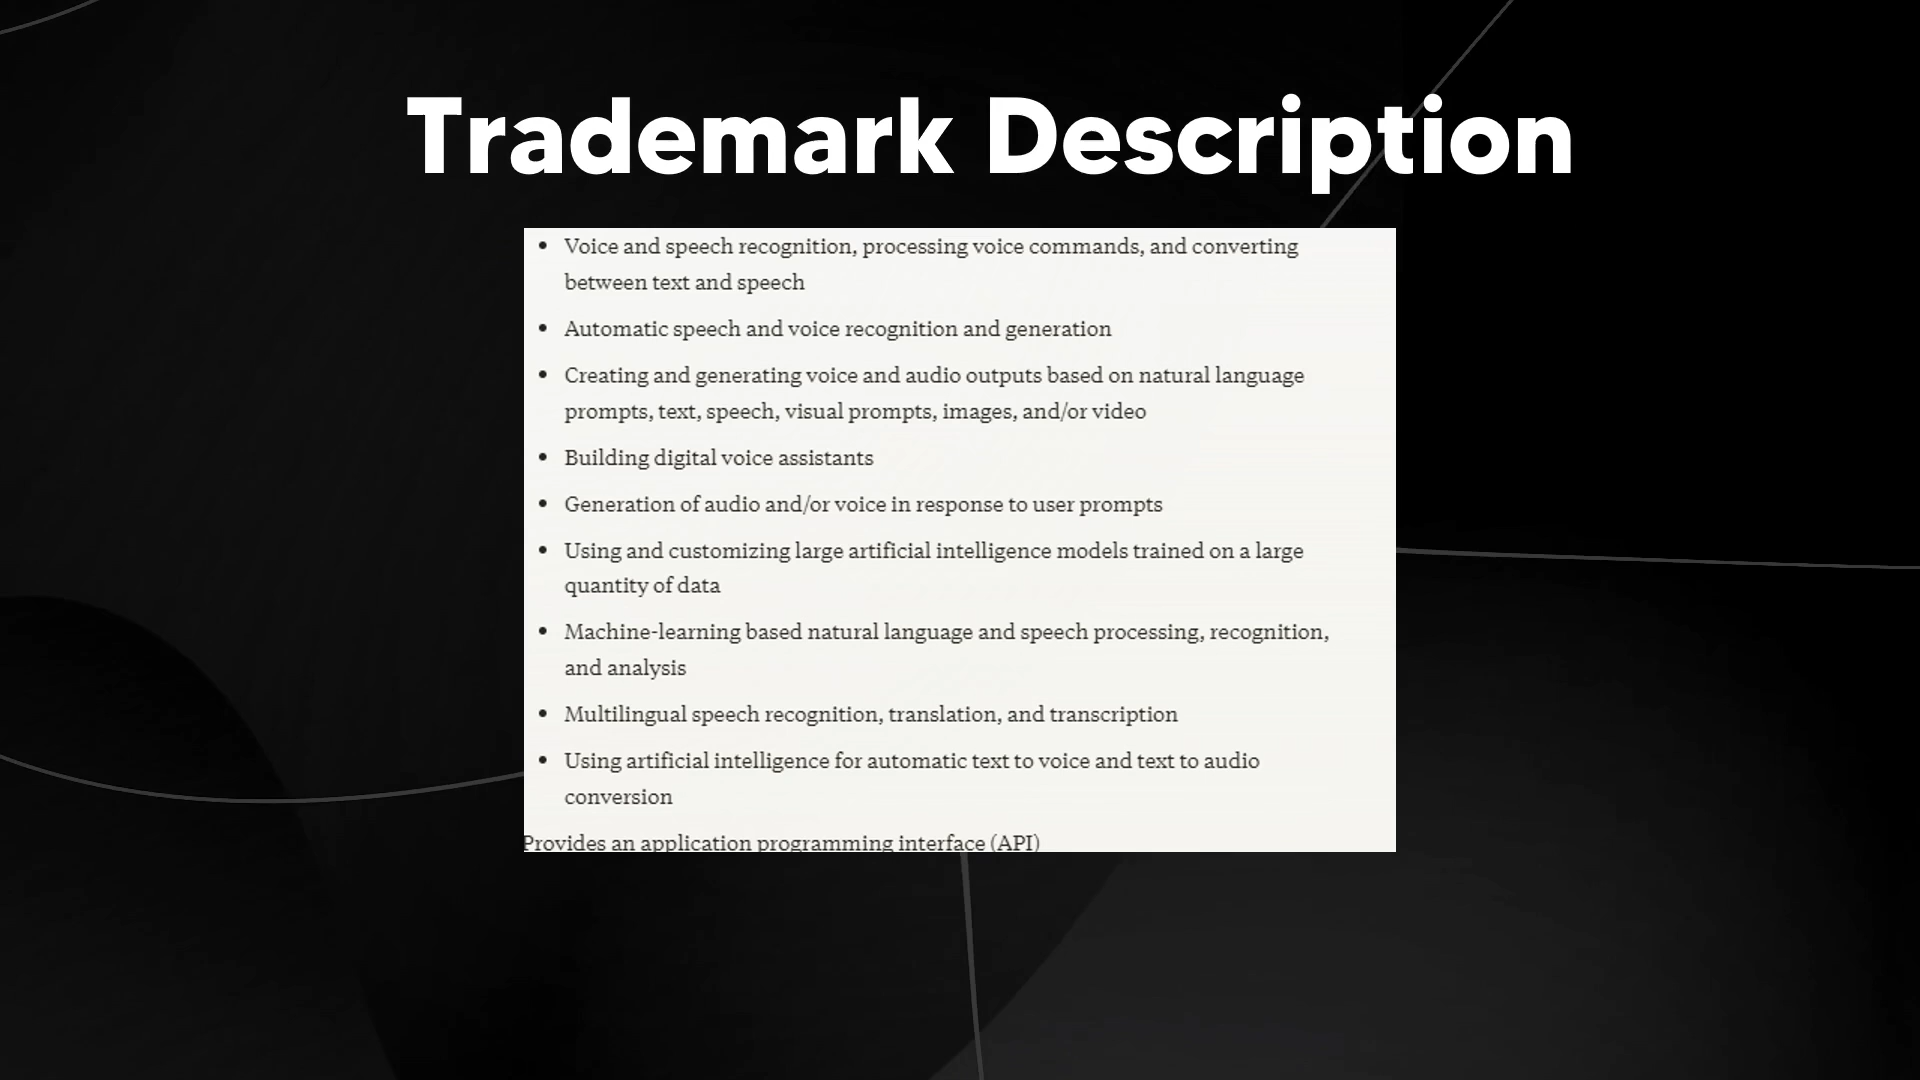 Trademark Description
• Voice and speech recognition, processing voice commands, and converting
between text and speech
• Automatic speech and voice recognition and generation
• Creating and generating voice and audio outputs based on natural language
prompts, text, speech, visual prompts, images, and/or video
• Building digital voice assistants
• Generation of audio and/or voice in response to user prompts
• Using and customizing large artificial intelligence models trained on a large
quantity of data
• Machine-learning based natural language and speech processing, recognition,
and analysis
• Multilingual speech recognition, translation, and transcription
• Using artificial intelligence for automatic text to voice and text to audio
conversion
Provides an application programming interface (API)